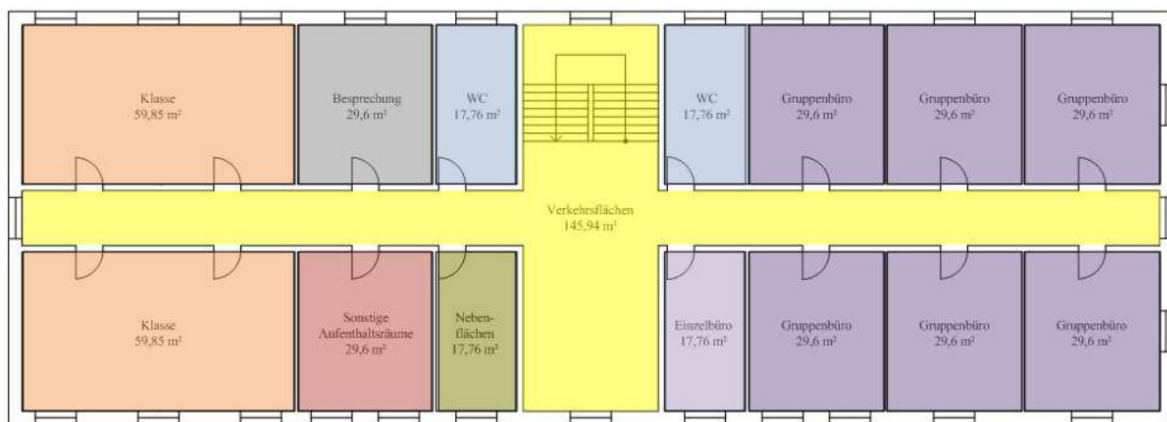 Klasse
59,85 m²
Besprechung
29,6 m²
WC
17,76 m²
WC
17,76 m²
Gruppenbüro
29,6 m²
Gruppenbüro
29,6 m²
Gruppenbüro
29,6 m²
Verkehrsflächen
145,94 m²
Klasse
59,85 m²
Sonstige
Aufenthaltsräume
29,6 m²
Neben-
flächen
17,76 m²
Einzelbüro
17,76 m²
Gruppenbüro
29,6 m²
Gruppenbüro
29,6 m²
Gruppenbüro
29,6 m²